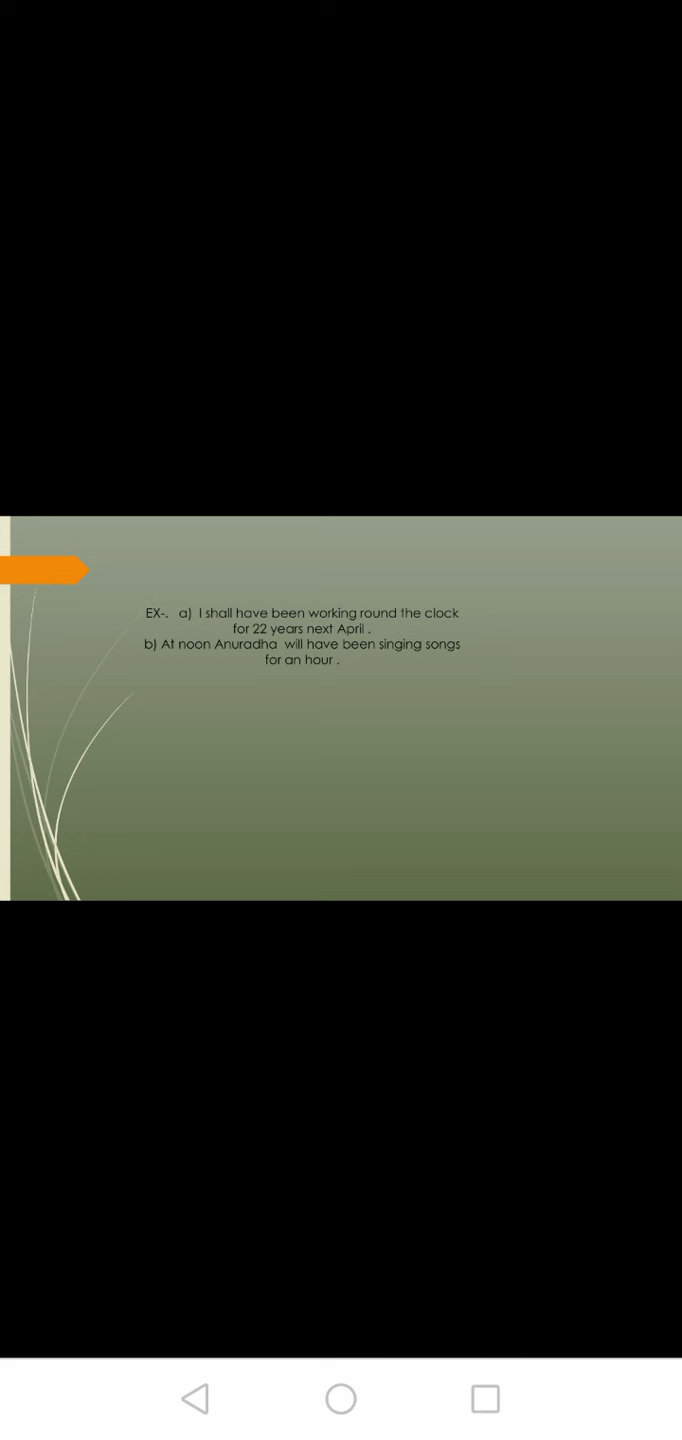 EX-. a) I shall have been working round the clock
for 22 years next April .
b) At noon Anuradha will have been singing songs
for an hour .